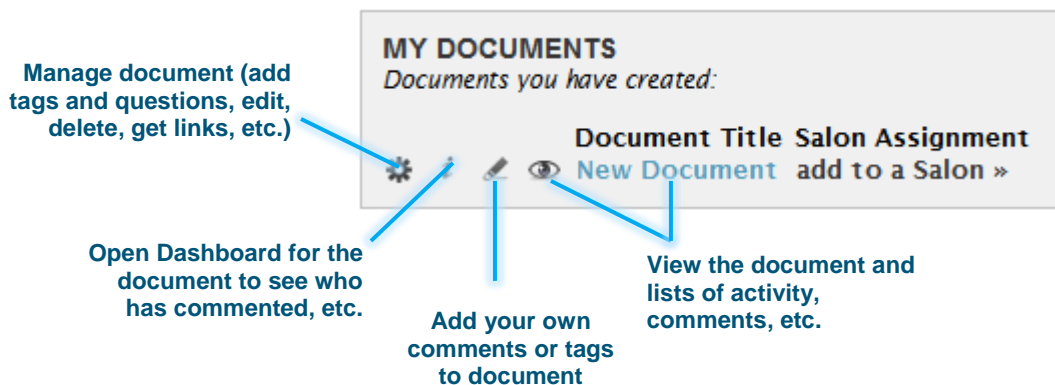 MY DOCUMENTS
Documents you have created:
Manage document (add
tags and questions, edit,
delete, get links, etc.)
Document Title Salon Assignment
New Document add to a Salon »
Open Dashboard for the
document to see who
has commented, etc.
Add your own
comments or tags
to document
View the document and
lists of activity,
comments, etc.